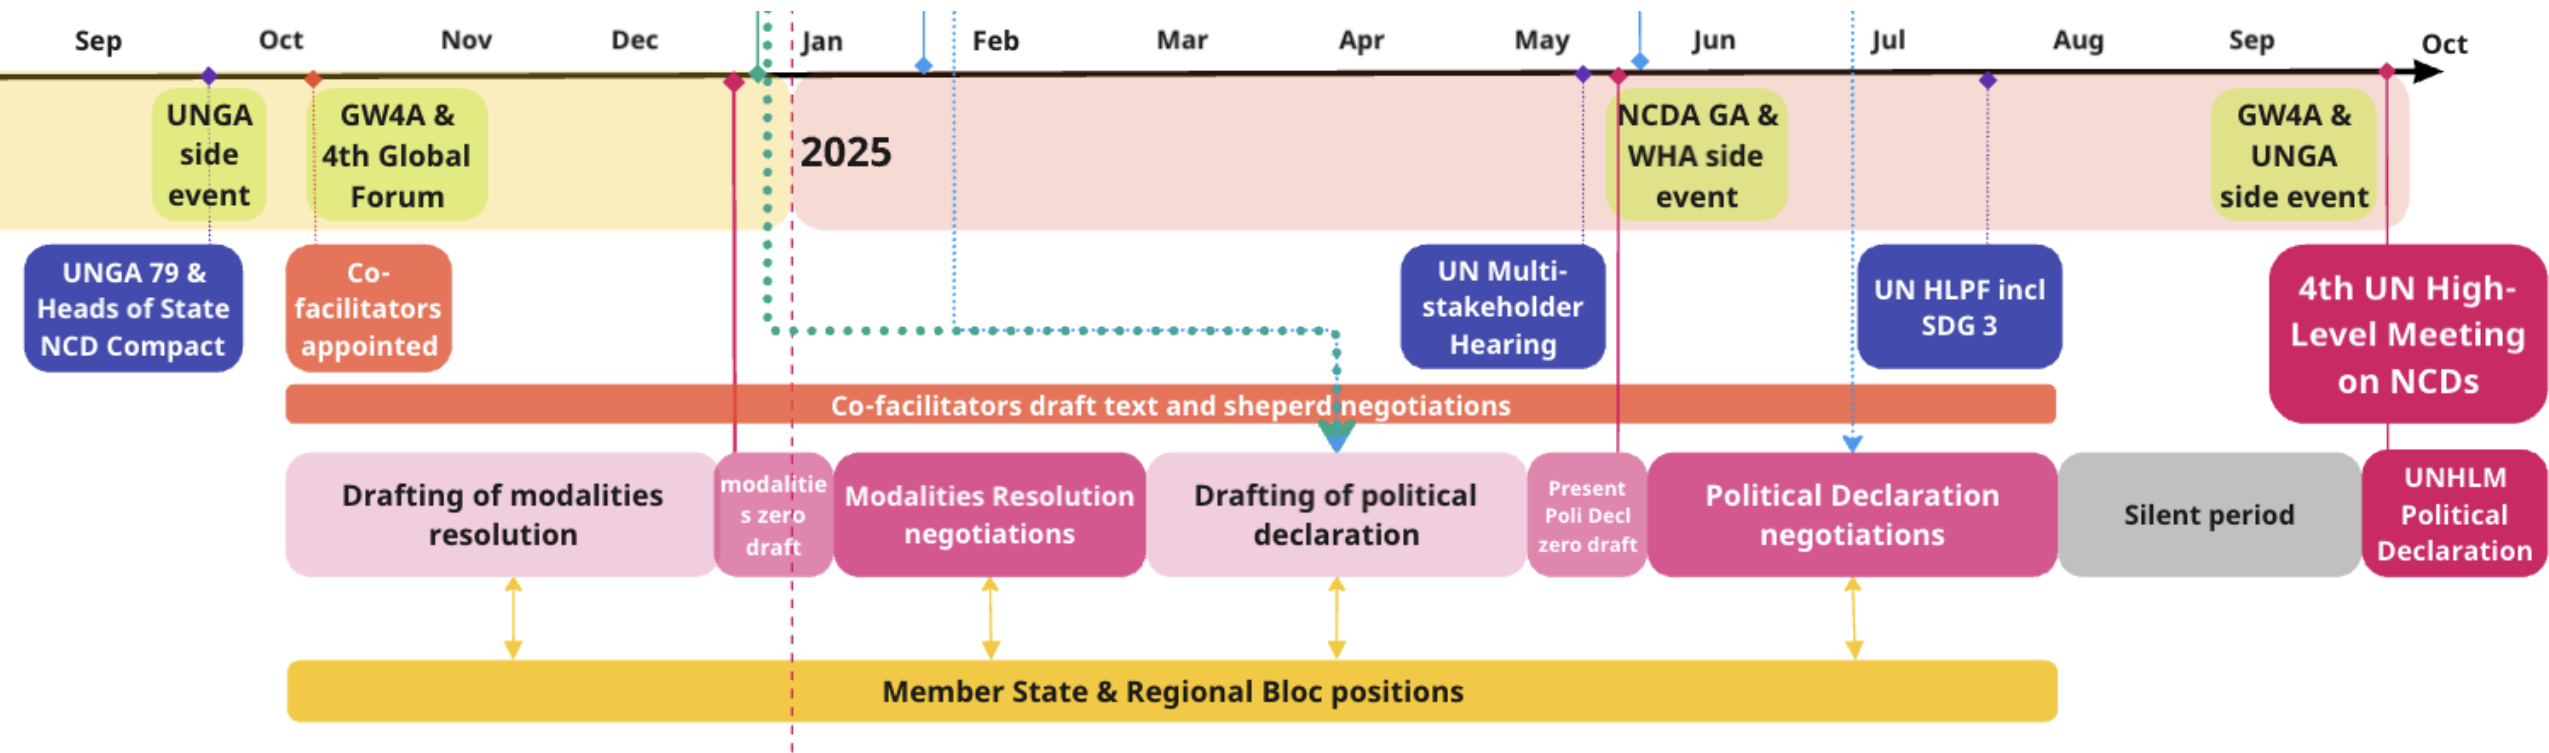 Sep
Oct
Nov
Dec
Jan
Feb
Mar
Apr
May
Jun
Jul
Aug
Sep
Oct
UNGA
side
event
GW4A &
4th Global
Forum
2025
NCDA GA &
WHA side
event
GW4A &
UNGA
side event
UNGA 79 &
Heads of State
NCD Compact
Co-
facilitators
appointed
UN Multi-
stakeholder
Hearing
UN HLPF incl
SDG 3
4th UN High-
Level Meeting
on NCDs
Co-facilitators draft text and sheperd negotiations
Drafting of modalities
resolution
modalitie
s zero
draft
Modalities Resolution
negotiations
Drafting of political
declaration
Present
Poli Decl
zero draft
Political Declaration
negotiations
Silent period
UNHLM
Political
Declaration
Member State & Regional Bloc positions